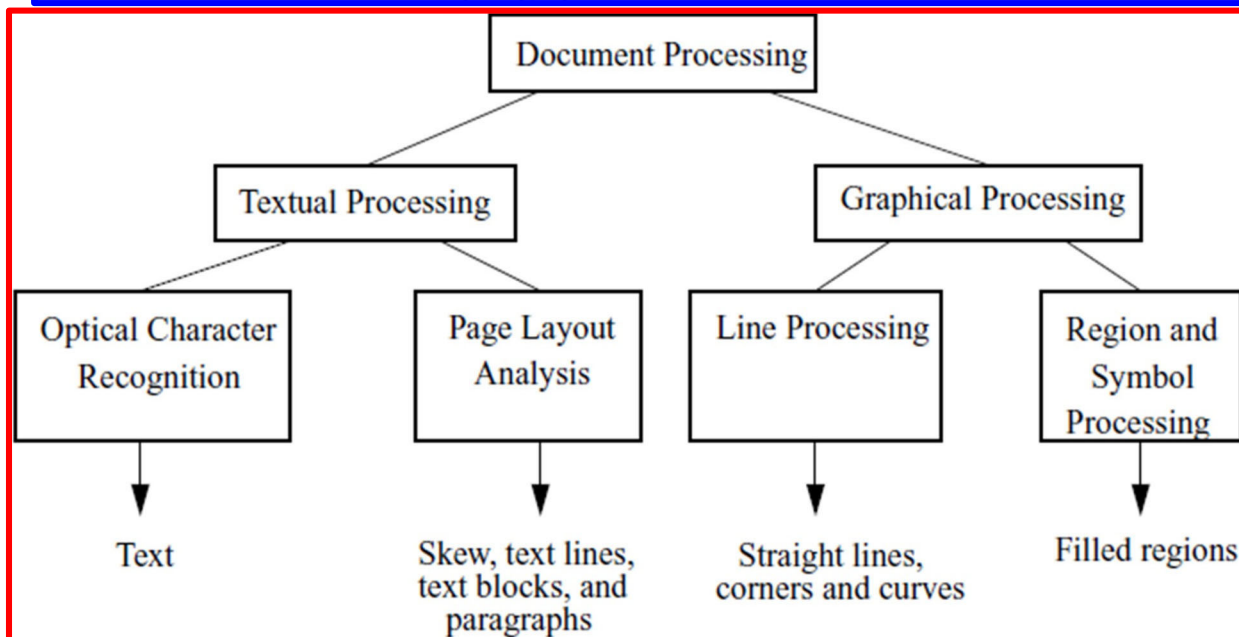 Document Processing
Textual Processing
Graphical Processing
Optical Character
Recognition
Page Layout
Analysis
Line Processing
Region and
Symbol
Processing
Text
Skew, text lines,
text blocks, and
paragraphs
Straight lines,
corners and curves
Filled regions